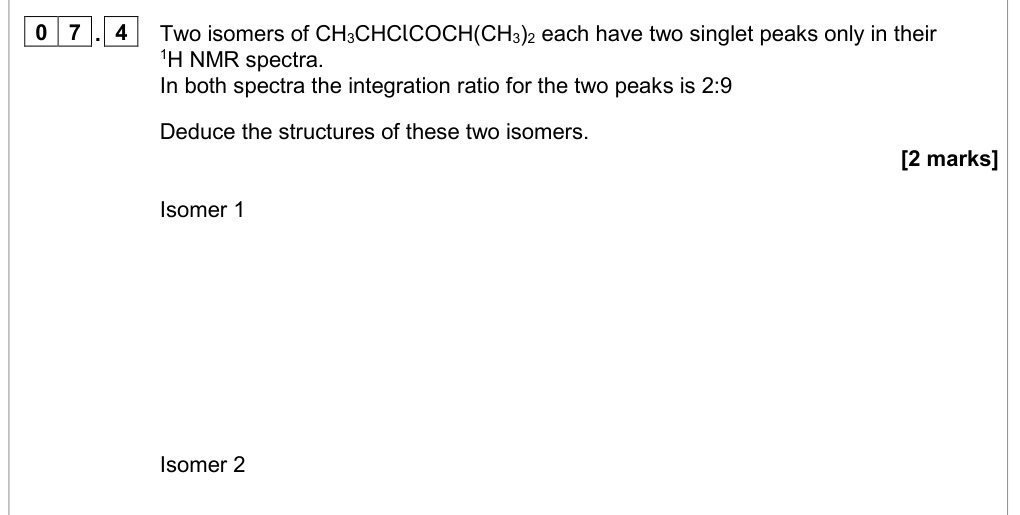 07.4 Two isomers of CH₃CHClCOCH(CH₃)₂ each have two singlet peaks only in their
¹H NMR spectra.
In both spectra the integration ratio for the two peaks is 2:9
Deduce the structures of these two isomers.
[2 marks]
Isomer 1
Isomer 2